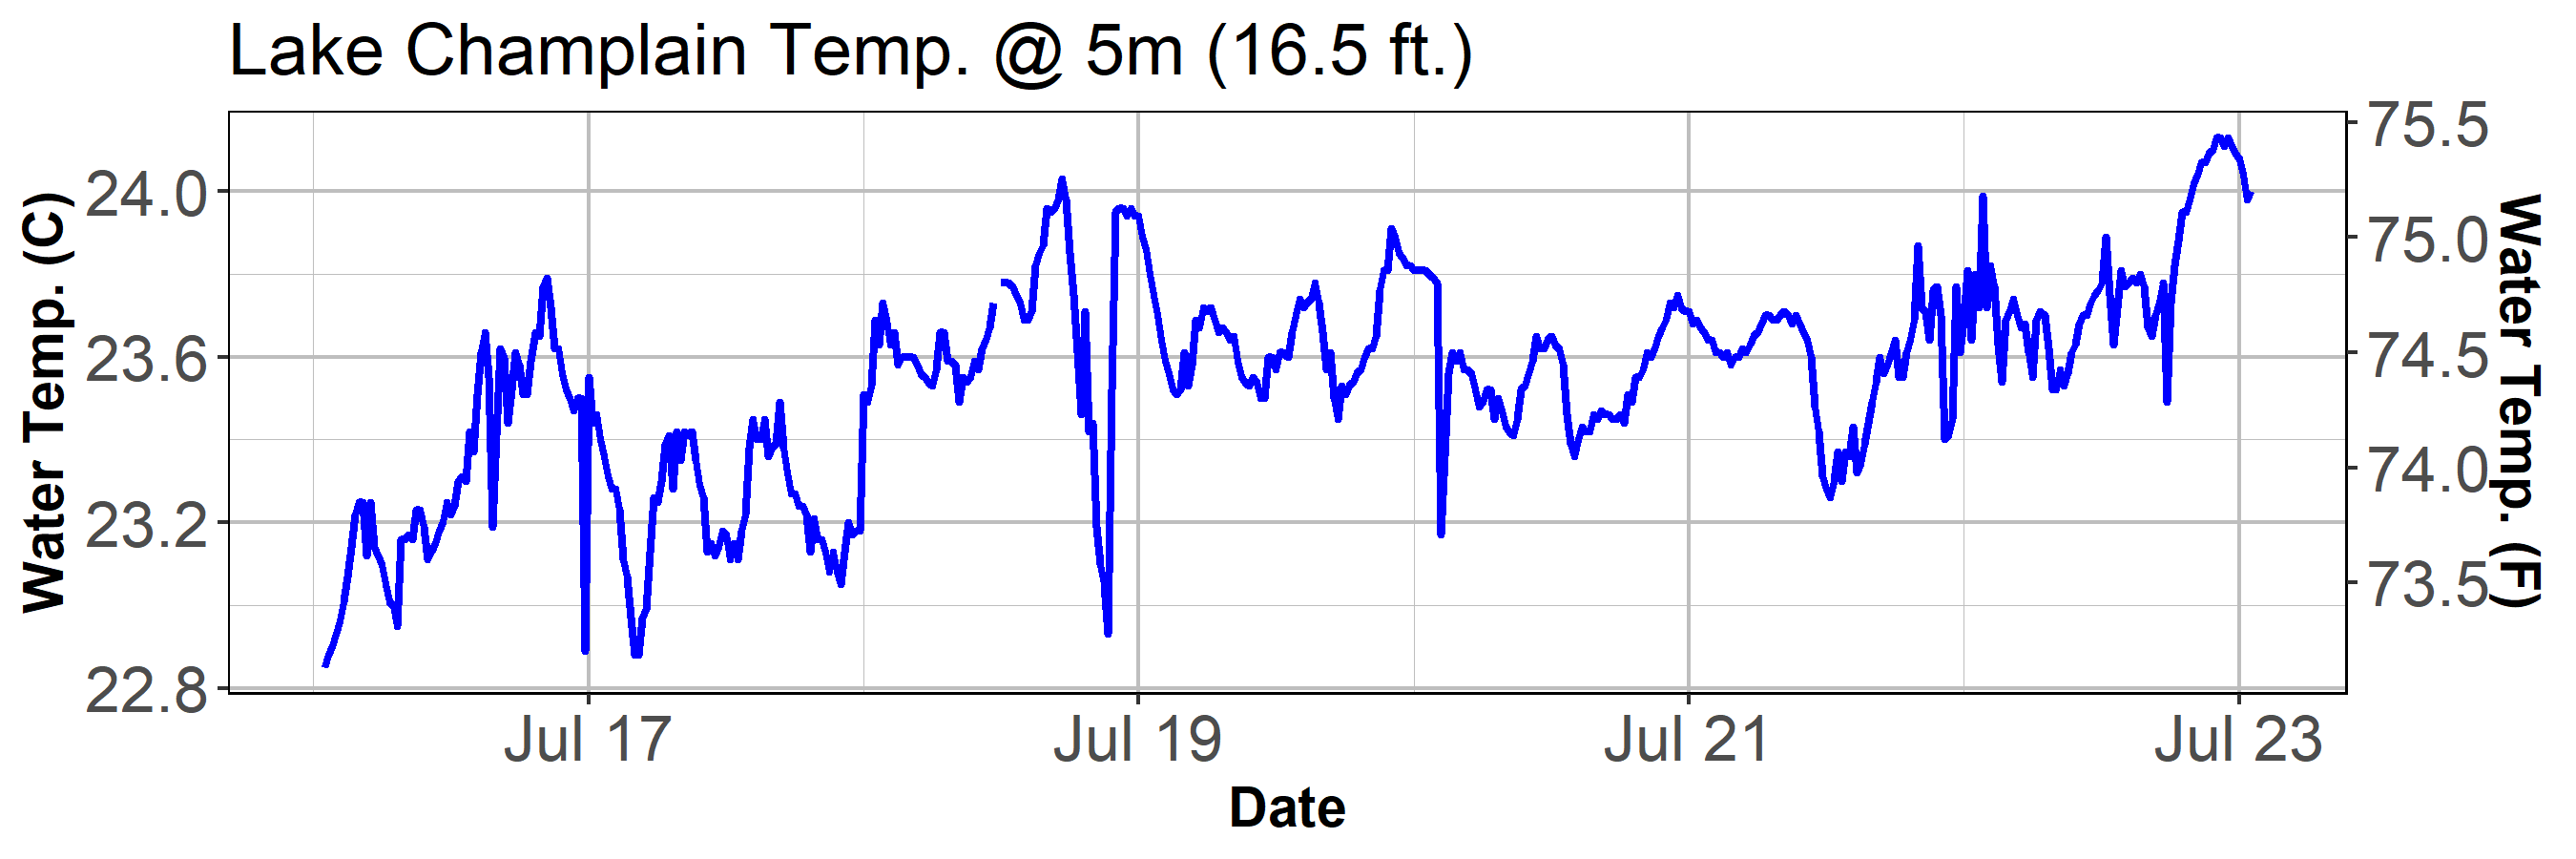 Lake Champlain Temp. @ 5m (16.5 ft.)
Water Temp. (C)
24.0
23.6
23.2
22.8
75.5
75.0
74.5
74.0
73.5
Water Temp. (F)
Jul 17 Jul 19 Jul 21 Jul 23
Date